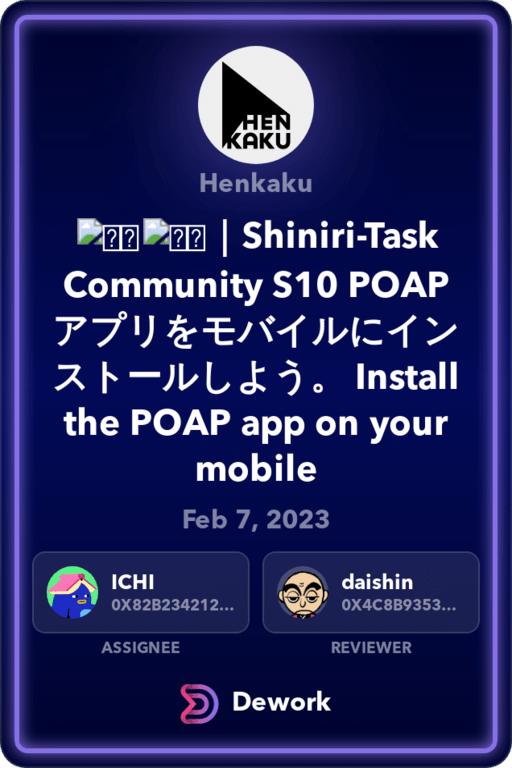 HEN
KAKU
Henkaku
| Shiniri-Task
Community S10 POAP
アプリをモバイルにイン
ストールしよう。 Install
the POAP app on your
mobile
Feb 7, 2023
ICHI
0X82B234212...
daishin
0X4C8B9353...
ASSIGNEE
REVIEWER
Dework